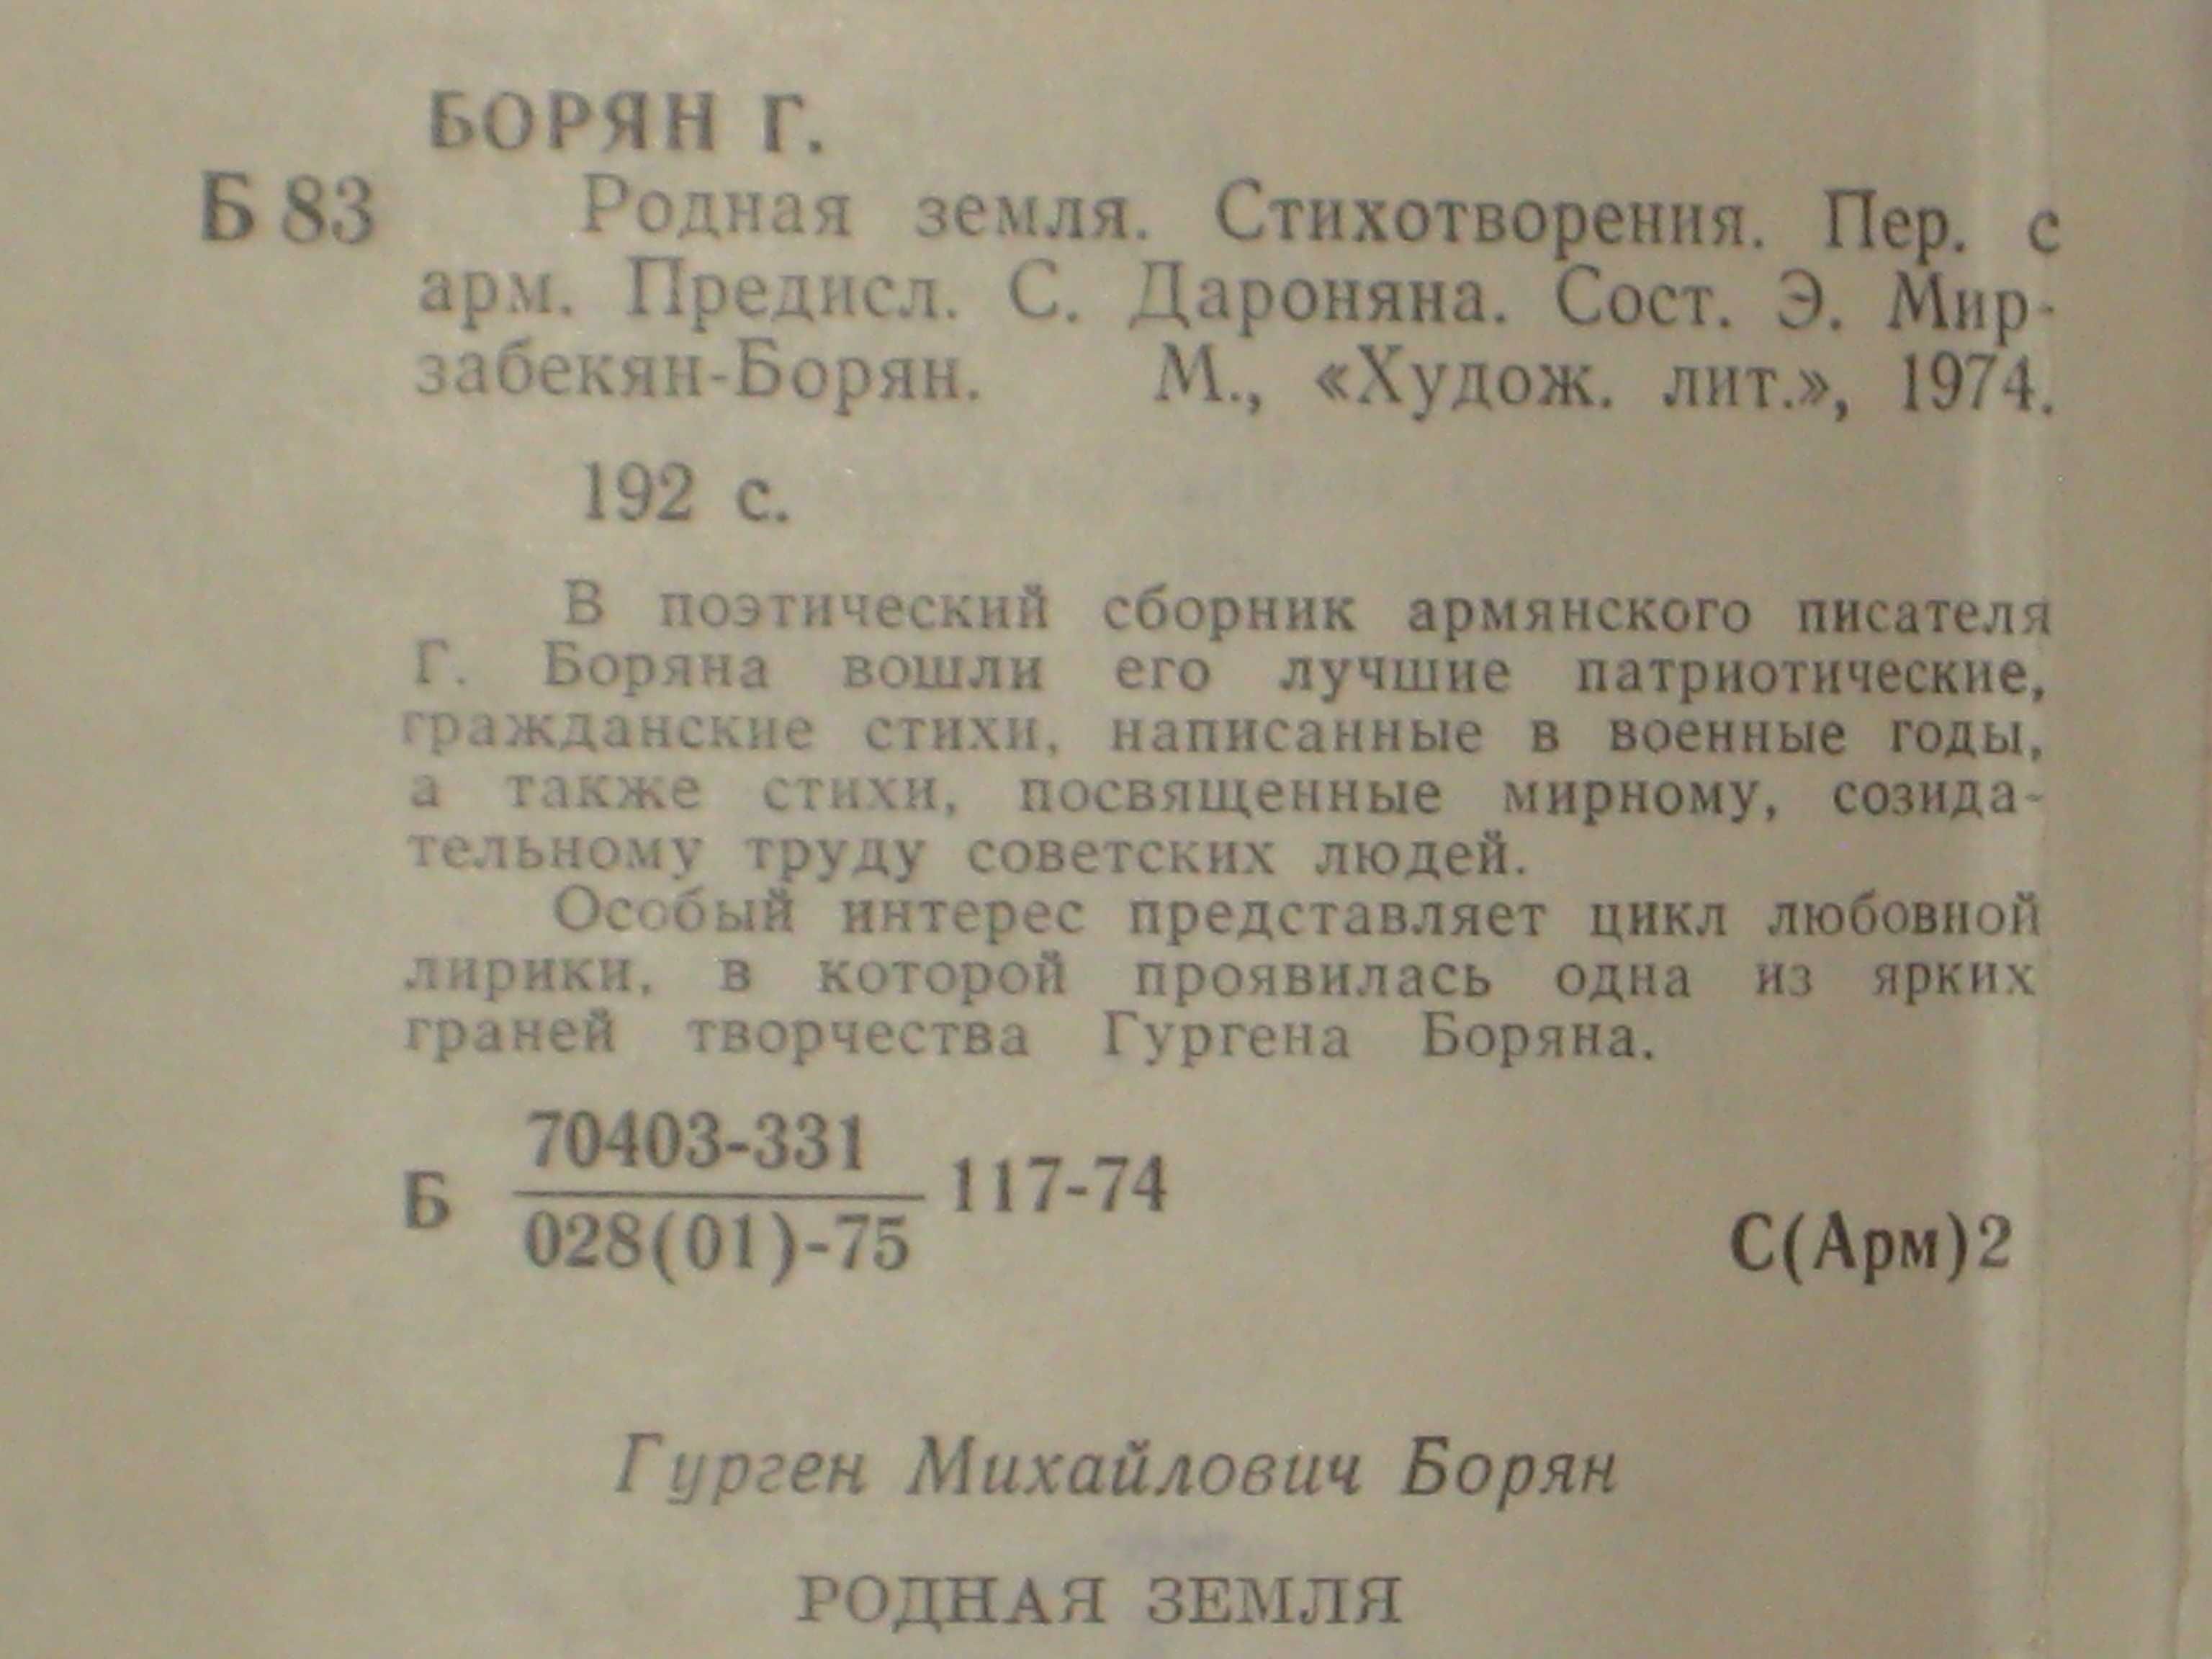 БОРЯН Г.
Б 83 Родная земля. Стихотворения. Пер. с
арм. Предисл. С. Дароняна. Сост. Э. Мир-
забекян-Борян. М., «Худож. лит.», 1974.
192 с.
В поэтический сборник армянского писателя
Г. Боряна вошли его лучшие патриотические,
гражданские стихи, написанные в военные годы,
а также стихи, посвященные мирному, созида-
тельному труду советских людей.
Особый интерес представляет цикл любовной
лирики, в которой проявилась одна из ярких
граней творчества Гургена Боряна.
70403-331
Б 117-74
028(01)-75
С(Арм)2
Гурген Михайлович Борян
РОДНАЯ ЗЕМЛЯ